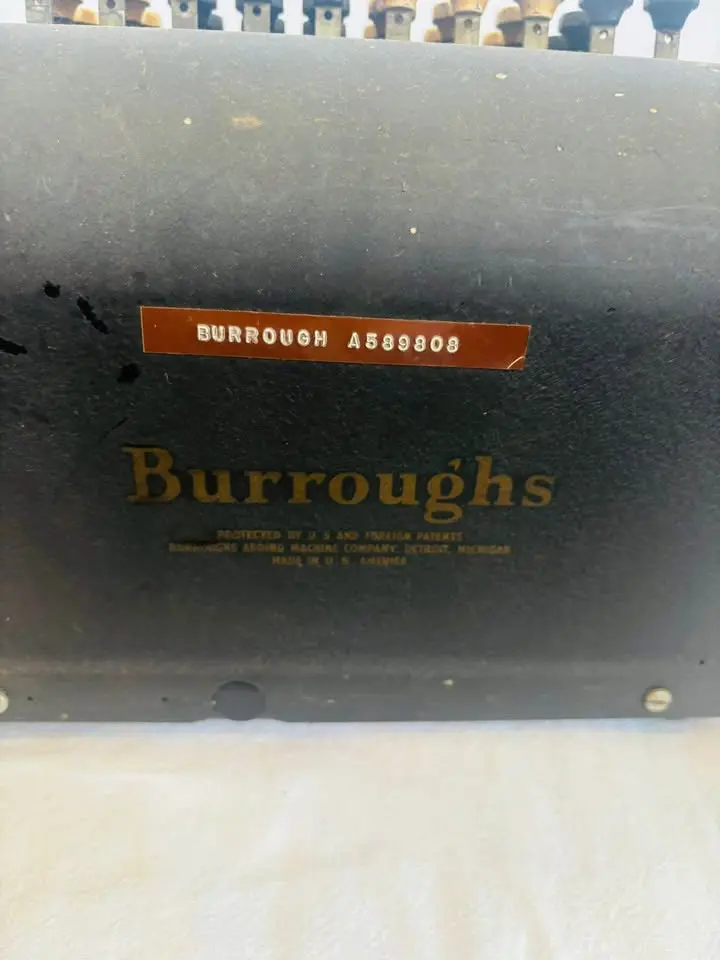 BURROUGH A589808
Burroughs
PROTECTED BY U S AND FOREIGN PATENTS
BURROUGHS ADDING MACHINE COMPANY, DETROIT, MICHIGAN
MADE IN U. S. AMERICA